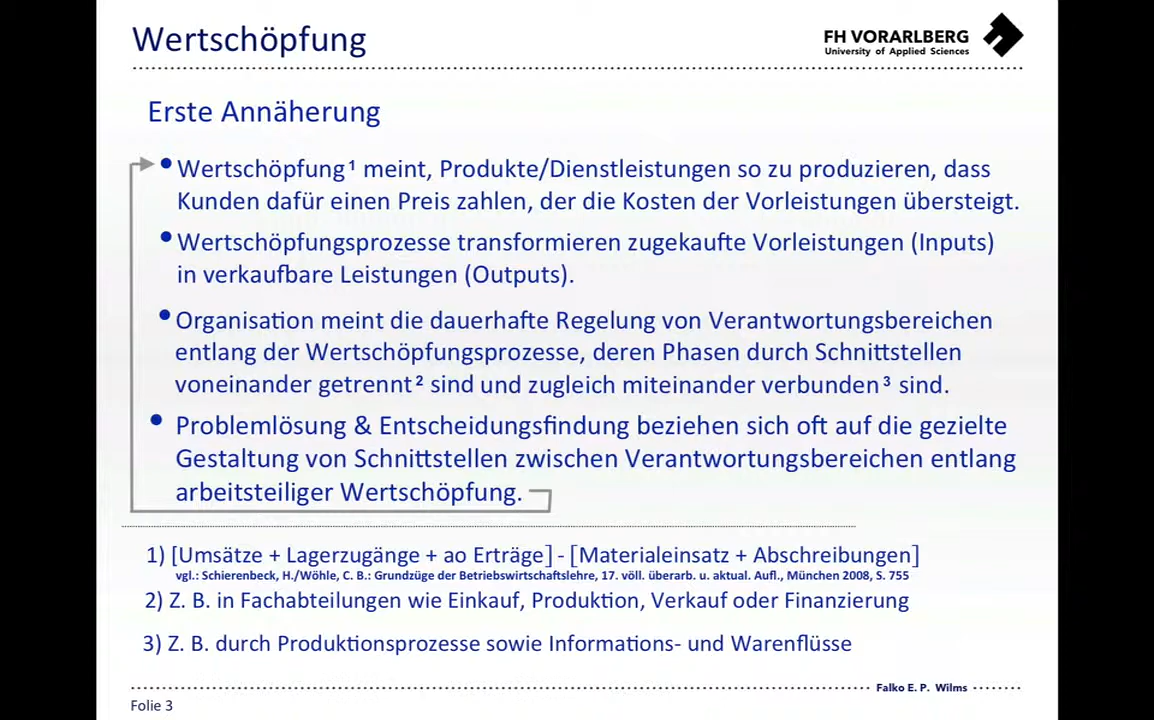 Wertschöpfung
FH VORARLBERG
University of Applied Sciences
Erste Annäherung
• Wertschöpfung¹ meint, Produkte/Dienstleistungen so zu produzieren, dass
Kunden dafür einen Preis zahlen, der die Kosten der Vorleistungen übersteigt.
• Wertschöpfungsprozesse transformieren zugekaufte Vorleistungen (Inputs)
in verkaufbare Leistungen (Outputs).
• Organisation meint die dauerhafte Regelung von Verantwortungsbereichen
entlang der Wertschöpfungsprozesse, deren Phasen durch Schnittstellen
voneinander getrennt² sind und zugleich miteinander verbunden³ sind.
• Problemlösung & Entscheidungsfindung beziehen sich oft auf die gezielte
Gestaltung von Schnittstellen zwischen Verantwortungsbereichen entlang
arbeitsteiliger Wertschöpfung.
1) [Umsätze + Lagerzugänge + ao Erträge] - [Materialeinsatz + Abschreibungen]
vgl.: Schierenbeck, H./Wöhle, C. B.: Grundzüge der Betriebswirtschaftslehre, 17. völl. überarb. u. aktual. Aufl., München 2008, S. 755
2) Z. B. in Fachabteilungen wie Einkauf, Produktion, Verkauf oder Finanzierung
3) Z. B. durch Produktionsprozesse sowie Informations- und Warenflüsse
Falko E. P. Wilms
Folie 3